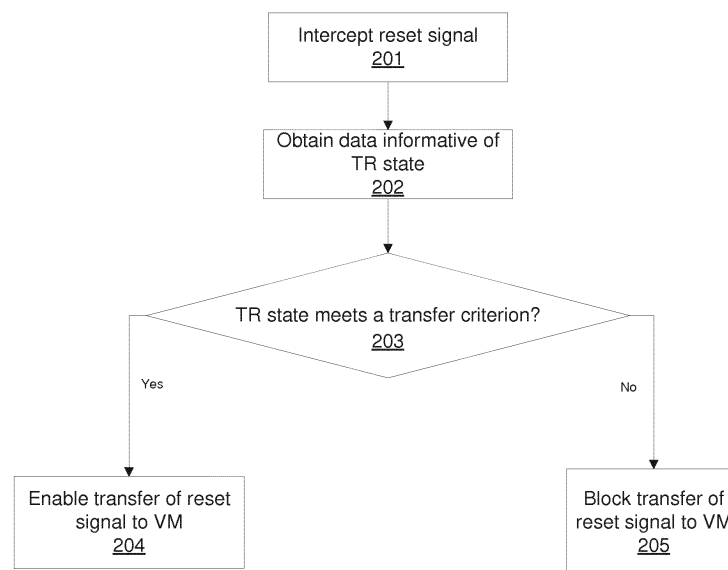 Intercept reset signal
201
Obtain data informative of
TR state
202
TR state meets a transfer criterion?
203
Yes
No
Enable transfer of reset
signal to VM
204
Block transfer of
reset signal to VM
205